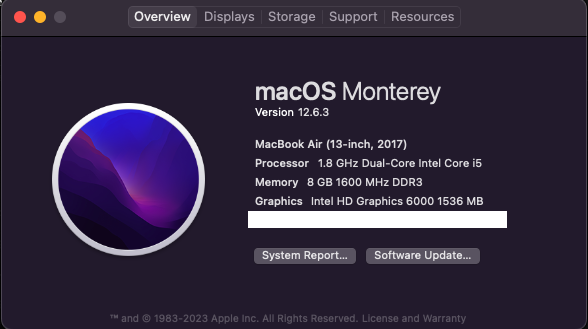 Overview Displays Storage Support Resources
macOS Monterey
Version 12.6.3
MacBook Air (13-inch, 2017)
Processor 1.8 GHz Dual-Core Intel Core i5
Memory 8 GB 1600 MHz DDR3
Graphics Intel HD Graphics 6000 1536 MB
System Report... Software Update...
™ and © 1983-2023 Apple Inc. All Rights Reserved. License and Warranty